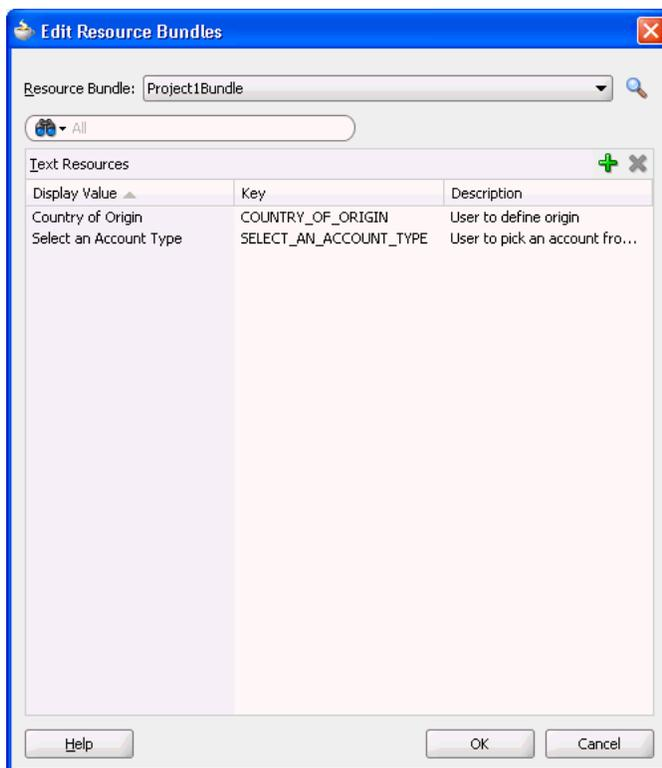 Edit Resource Bundles
Resource Bundle: Project1Bundle
All
Text Resources
Display Value Key Description
Country of Origin COUNTRY_OF_ORIGIN User to define origin
Select an Account Type SELECT_AN_ACCOUNT_TYPE User to pick an account fro...
Help OK Cancel